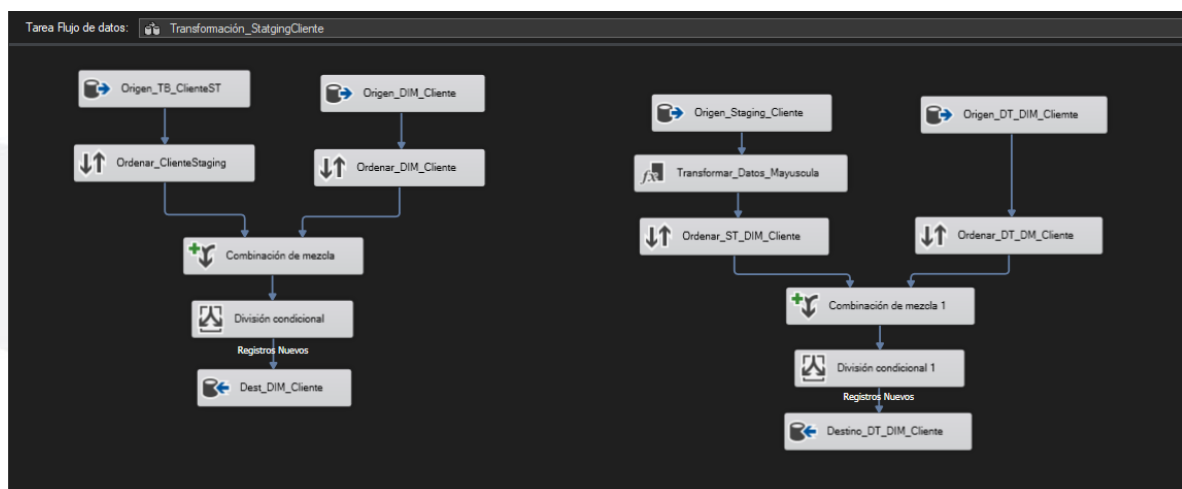 Tarea Flujo de datos: Transformación_StatgingCliente
Origen_TB_ClienteST
Origen_DIM_Cliente
Ordenar_ClienteStaging
Ordenar_DIM_Cliente
Combinación de mezcla
División condicional
Registros Nuevos
Dest_DIM_Cliente
Origen_Staging_Cliente
Origen_DT_DIM_Cliemte
Transformar_Datos_Mayuscula
Ordenar_ST_DIM_Cliente
Ordenar_DT_DM_Cliente
Combinación de mezcla 1
División condicional 1
Registros Nuevos
Destino_DT_DIM_Cliente